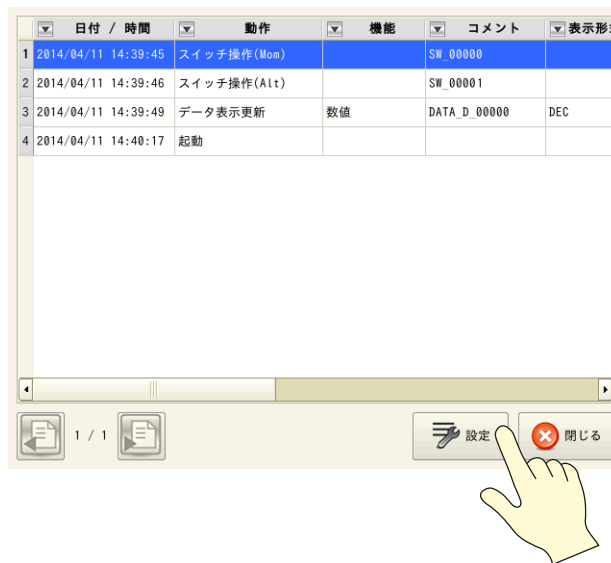 日付 / 時間 動作 機能 コメント 表示形
1 2014/04/11 14:39:45 スイッチ操作(Mom) SW_00000
2 2014/04/11 14:39:46 スイッチ操作(Alt) SW_00001
3 2014/04/11 14:39:49 データ表示更新 数値 DATA_D_00000 DEC
4 2014/04/11 14:40:17 起動
1 / 1 設定 閉じる